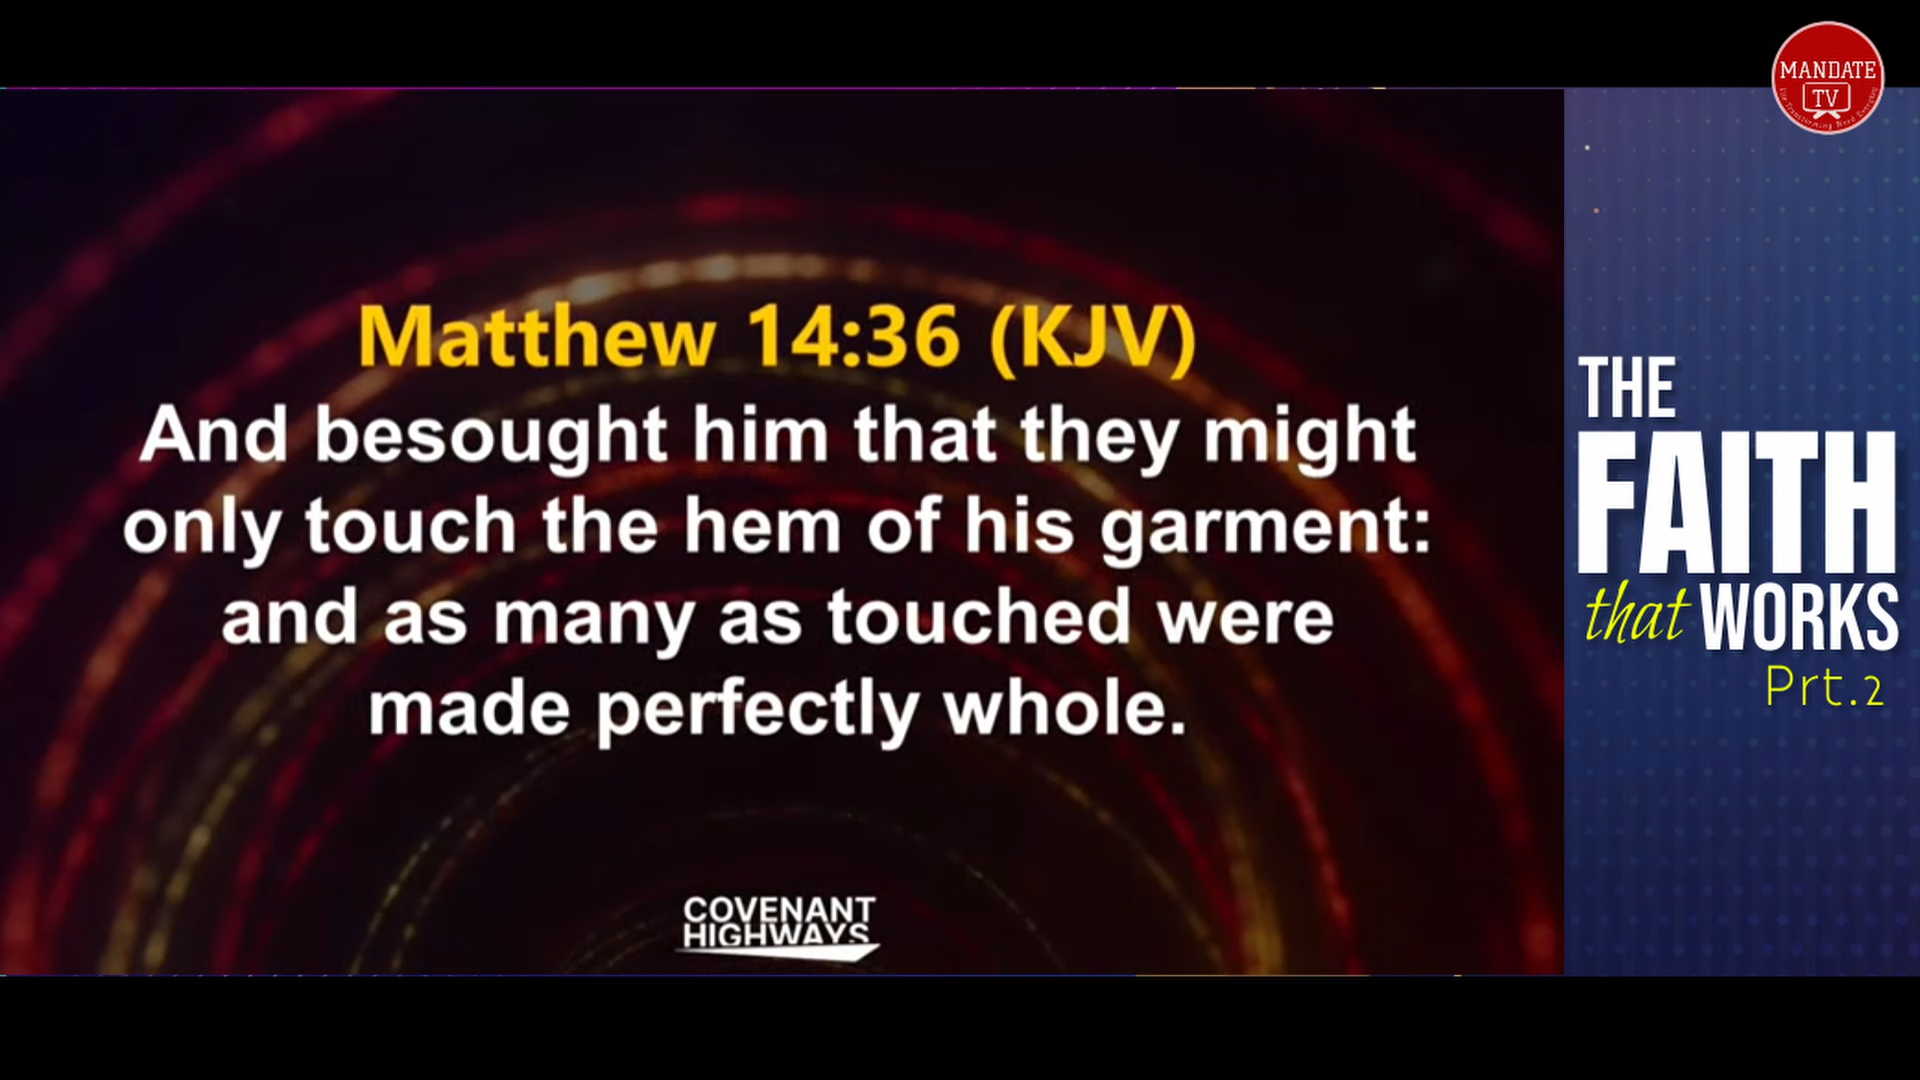 MANDATE
TV
Matthew 14:36 (KJV)
And besought him that they might
only touch the hem of his garment:
and as many as touched were
made perfectly whole.
COVENANT
HIGHWAYS
THE
FAITH
that WORKS
Prt.2